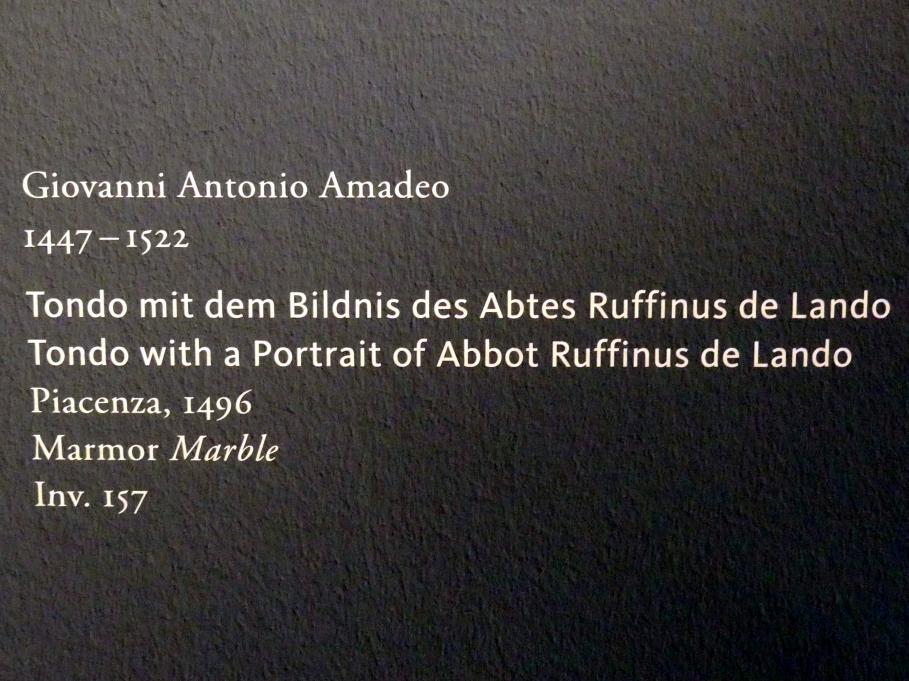 Giovanni Antonio Amadeo
1447–1522
Tondo mit dem Bildnis des Abtes Ruffinus de Lando
Tondo with a Portrait of Abbot Ruffinus de Lando
Piacenza, 1496
Marmor Marble
Inv. 157